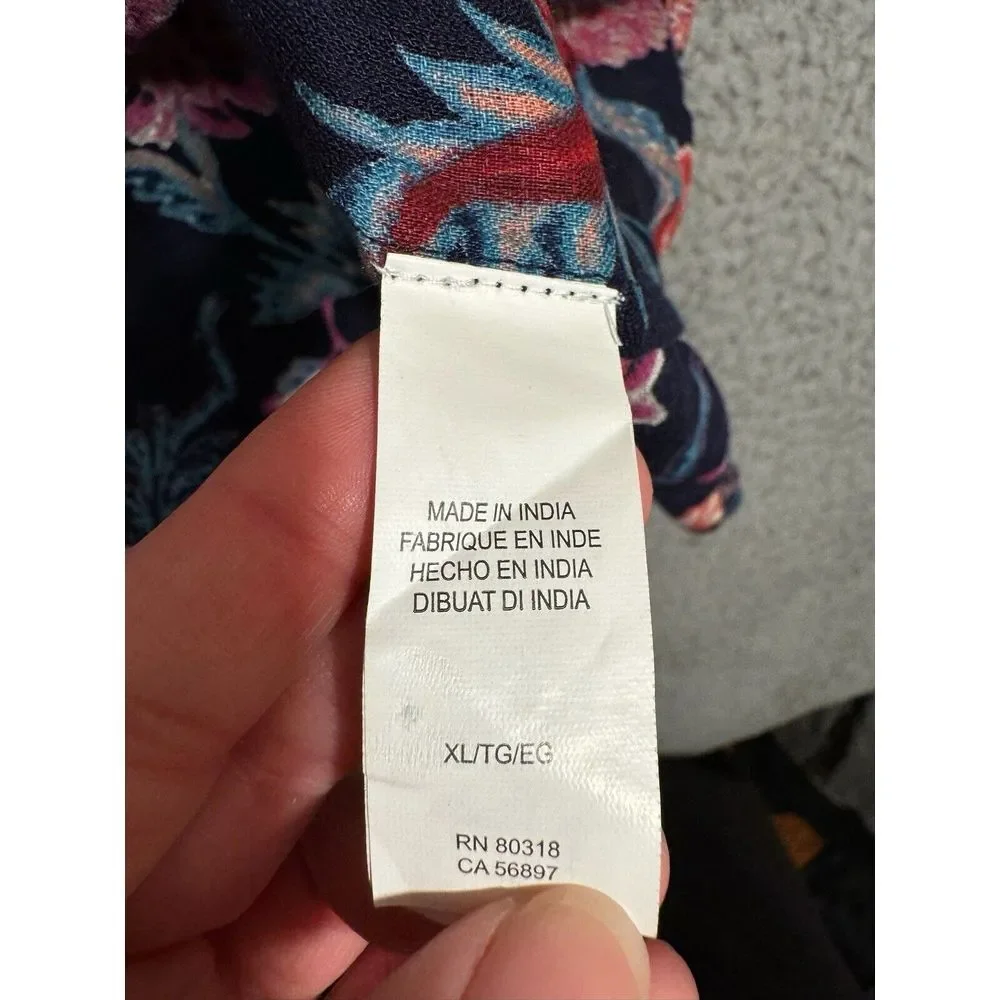 MADE IN INDIA
FABRIQUE EN INDE
HECHO EN INDIA
DIBUAT DI INDIA
XL/TG/EG
RN 80318
CA 56897